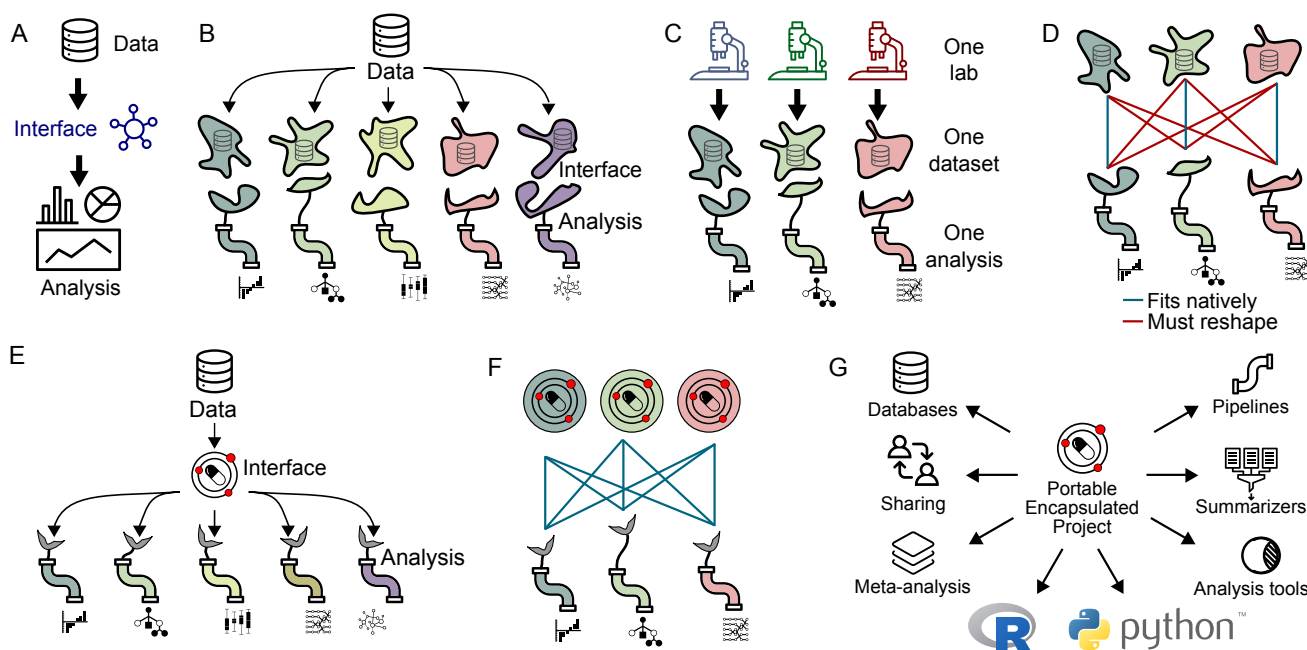 A
Data
Interface
Analysis
B
Data
Interface
Analysis
C
One
lab
One
dataset
One
analysis
D
Fits natively
Must reshape
E
Data
Interface
Analysis
F
G
Databases
Sharing
Meta-analysis
Portable
Encapsulated
Project
Pipelines
Summarizers
Analysis tools
R
python™